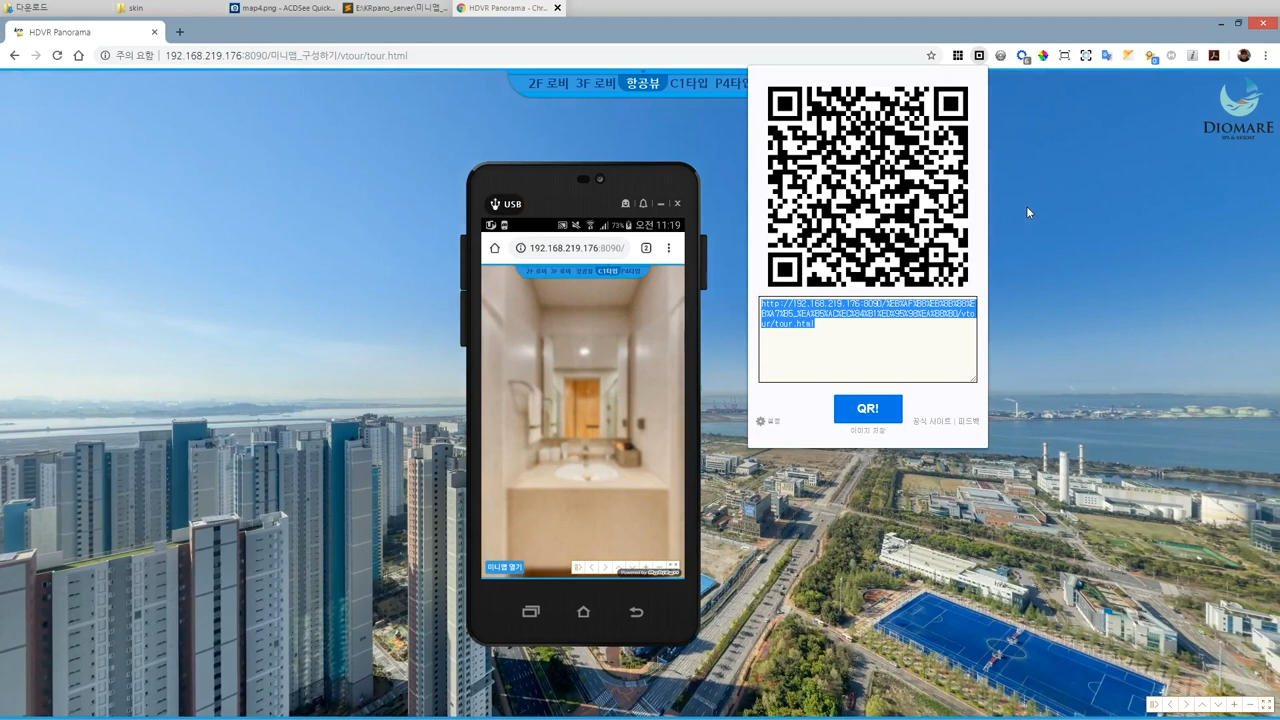 다운로드
skin
map4.png - ACDSee Quick...
E:\KRpano_server\미니맵_...
HDVR Panorama - Chr...
HDVR Panorama
주의 요함
192.168.219.176:8090/미니맵_구성하기/vtour/tour.html
2F 로비 3F 로비 항공뷰 C1타입 P4타입
DIOMARE
SPA & RESORT
USB
73%
오전 11:19
192.168.219.176:8090/
2
2F 로비 3F 로비 항공뷰 C1타입 P4타입
미니맵 열기
http://192.168.219.176:8090/%EB%AF%B8%EB%8B%88%E
B%A7%B5_%EA%B5%AC%EC%84%B1%ED%95%98%EA%B8%B0/vto
ur/tour.html
QR!
설정
공식 사이트 | 피드백
이미지 저장